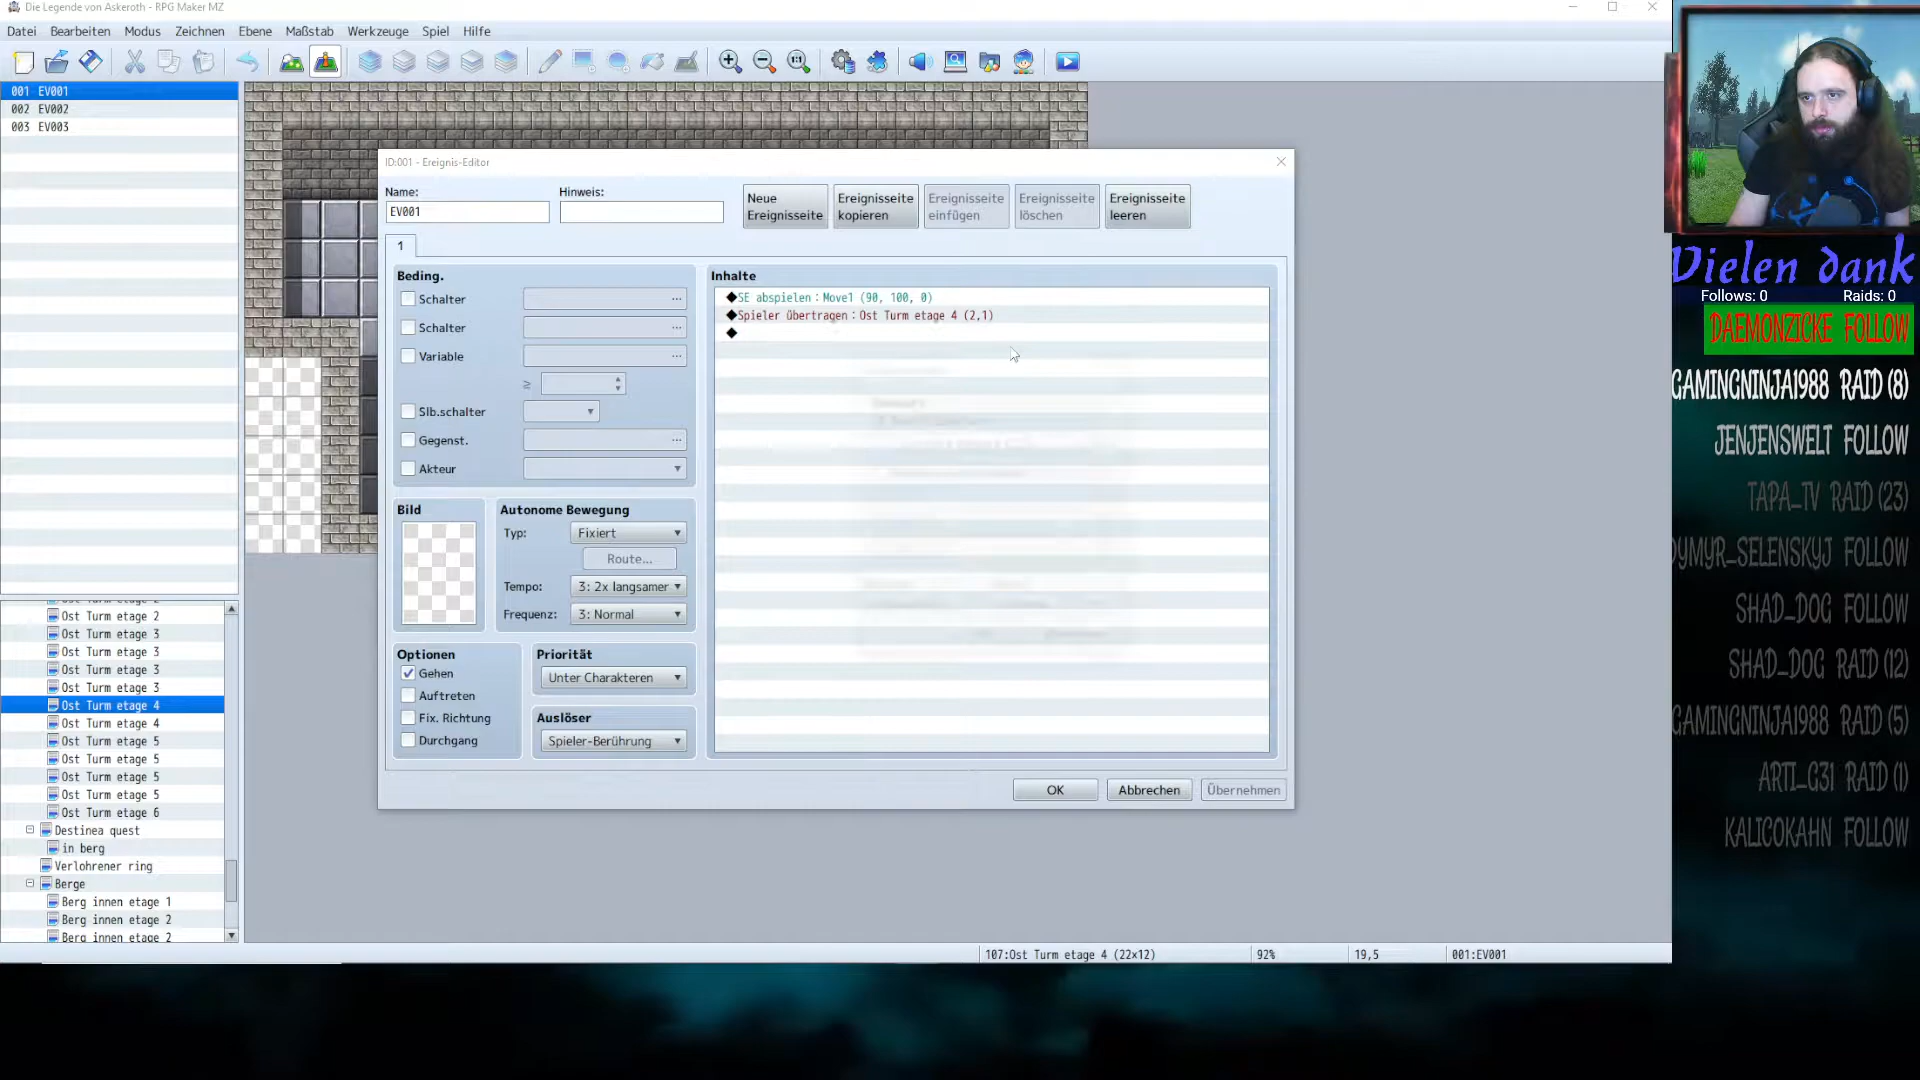 Die Legende von Askeroth - RPG Maker MZ
Datei Bearbeiten Modus Zeichnen Ebene Maßstab Werkzeuge Spiel Hilfe
1:1
001 EV001
002 EV002
003 EV003
ID:001 - Ereignis-Editor
Name:
Hinweis:
EV001
Neue Ereignisseite
Ereignisseite kopieren
Ereignisseite einfügen
Ereignisseite löschen
Ereignisseite leeren
1
Beding.
Schalter ...
Schalter ...
Variable ...
≥
Slb.schalter
Gegenst. ...
Akteur
Bild
Autonome Bewegung
Typ: Fixiert
Route...
Tempo: 3: 2x langsamer
Frequenz: 3: Normal
Optionen
Gehen
Auftreten
Fix. Richtung
Durchgang
Priorität
Unter Charakteren
Auslöser
Spieler-Berührung
Inhalte
◆SE abspielen：Move1 (90, 100, 0)
◆Spieler übertragen：Ost Turm etage 4 (2,1)
◆
OK
Abbrechen
Übernehmen
Ost Turm etage 2
Ost Turm etage 3
Ost Turm etage 3
Ost Turm etage 3
Ost Turm etage 3
Ost Turm etage 4
Ost Turm etage 4
Ost Turm etage 5
Ost Turm etage 5
Ost Turm etage 5
Ost Turm etage 5
Ost Turm etage 6
Destinea quest
in berg
Verlohrener ring
Berge
Berg innen etage 1
Berg innen etage 2
Berg innen etage 2
107:Ost Turm etage 4 (22×12)
92%
19,5
001:EV001
Vielen dank
Follows: 0 Raids: 0
DAEMONZICKE FOLLOW
GAMINGNINJA1988 RAID (8)
JENJENSWELT FOLLOW
TAPA_TV RAID (23)
DYMYR_SELENSKYJ FOLLOW
SHAD_DOG FOLLOW
SHAD_DOG RAID (12)
GAMINGNINJA1988 RAID (5)
ARTI_G31 RAID (1)
KALICOKAHN FOLLOW